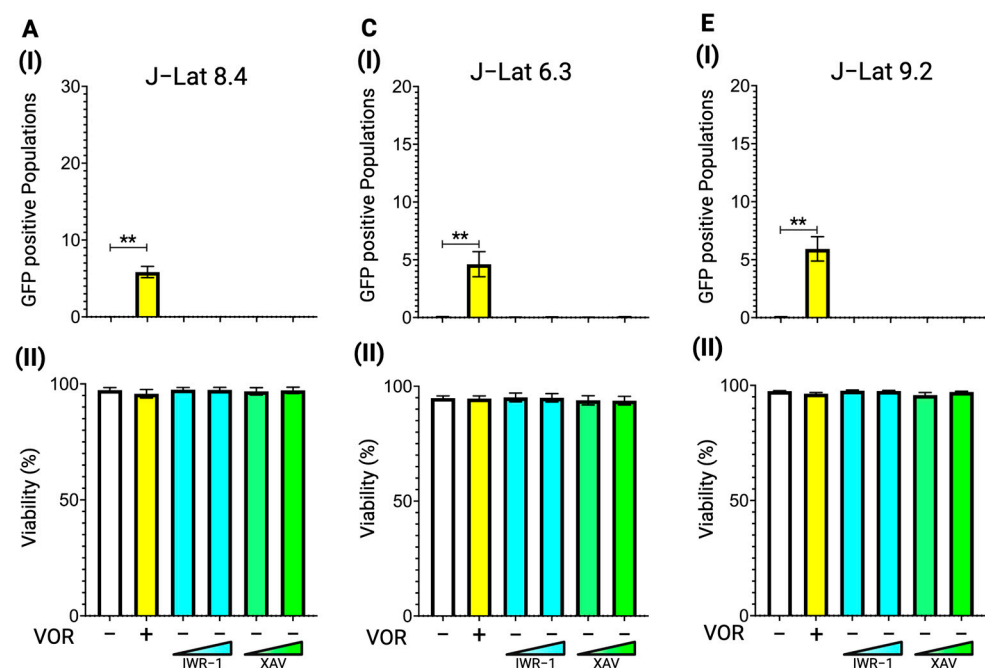 A
(I)
J−Lat 8.4
GFP positive Populations
30
20
10
0
**
(II)
Viability (%)
100
50
0
VOR − + − − − −
IWR−1 XAV
C
(I)
J−Lat 6.3
GFP positive Populations
20
15
10
5
0
**
(II)
Viability (%)
100
50
0
− + − − − −
IWR−1 XAV
E
(I)
J−Lat 9.2
GFP positive Populations
20
15
10
5
0
**
(II)
Viability (%)
100
50
0
VOR − + − − − −
IWR−1 XAV